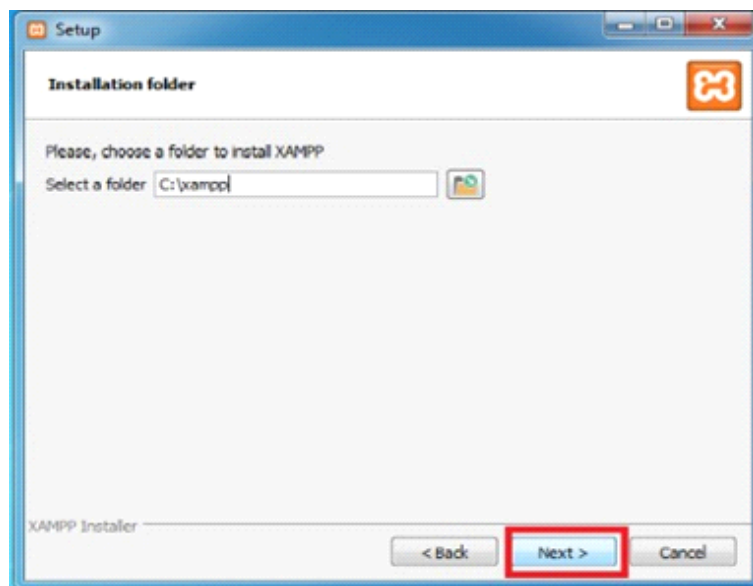 Setup
Installation folder
Please, choose a folder to install XAMPP
Select a folder C:\xampp
XAMPP Installer
< Back Next > Cancel